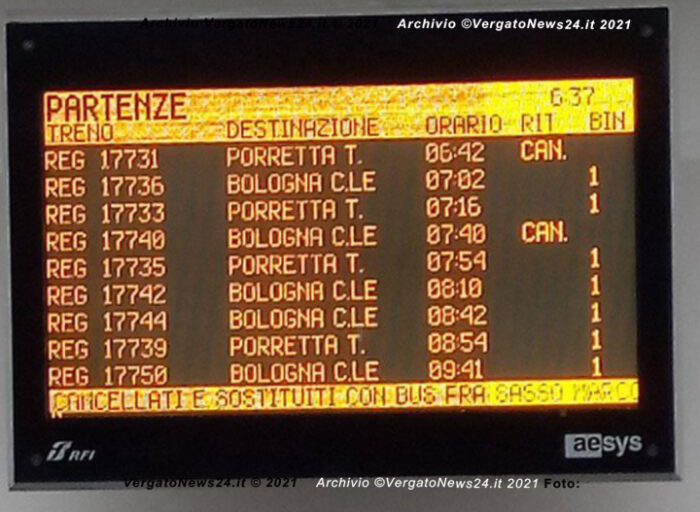 VergatoNews24.it © 2021 Archivio ©VergatoNews24.it 2021
PARTENZE 6:37
TRENO DESTINAZIONE ORARIO RIT BIN
REG 17731 PORRETTA T. 06:42 CAN.
REG 17736 BOLOGNA C.LE 07:02 1
REG 17733 PORRETTA T. 07:16 1
REG 17740 BOLOGNA C.LE 07:40 CAN.
REG 17735 PORRETTA T. 07:54 1
REG 17742 BOLOGNA C.LE 08:10 1
REG 17744 BOLOGNA C.LE 08:42 1
REG 17739 PORRETTA T. 08:54 1
REG 17750 BOLOGNA C.LE 09:41 1
CANCELLATI E SOSTITUITI CON BUS FRA SASSO MARCO
RFI aesys
VergatoNews24.it © 2021 Archivio ©VergatoNews24.it 2021 Foto: